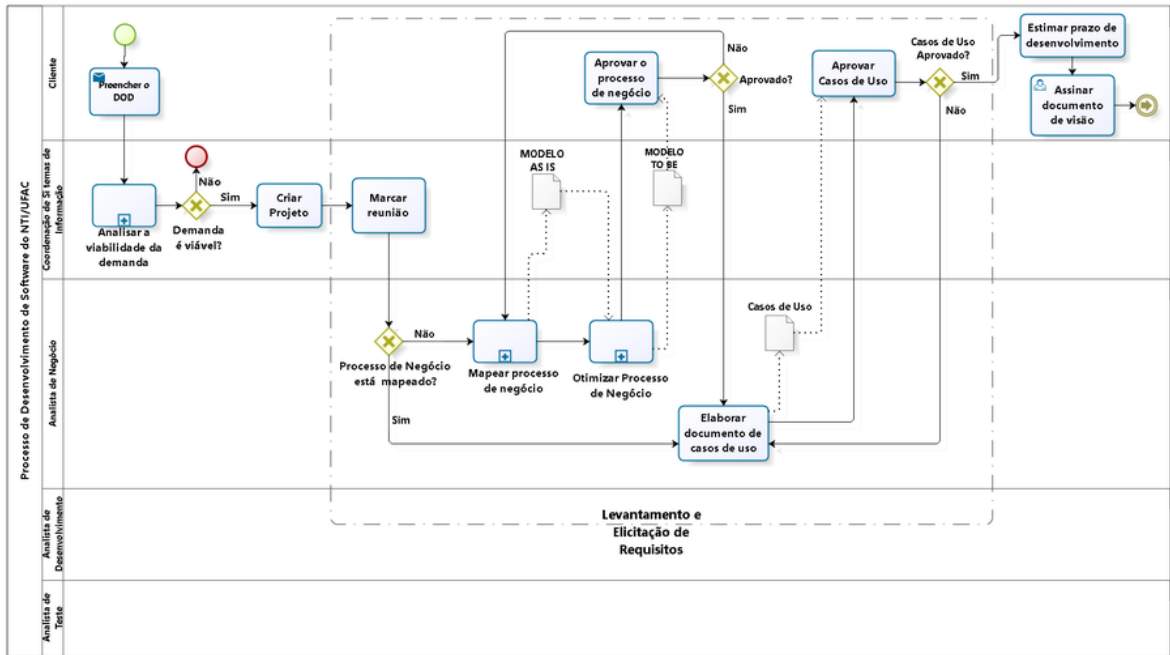 Processo de Desenvolvimento de Software do NTI/UFAC
Cliente
Preencher o
DOD
Aprovar o
processo
de negócio
Não
Aprovado?
Sim
Aprovar
Casos de Uso
Casos de Uso
Aprovado?
Sim
Não
Estimar prazo de
desenvolvimento
Assinar
documento
de visão
Coordenação de Si temas de
Informação
Analisar a
viabilidade da
demanda
Não
Sim
Demanda
é viável?
Criar
Projeto
Marcar
reunião
MODELO
AS IS
MODELO
TO BE
Analista de Negócio
Não
Processo de Negócio
está mapeado?
Sim
Mapear processo
de negócio
Otimizar Processo
de Negócio
Casos de Uso
Elaborar
documento de
casos de uso
Analista de
Desenvolvimento
Levantamento e
Elicitação de
Requisitos
Analista de
Teste